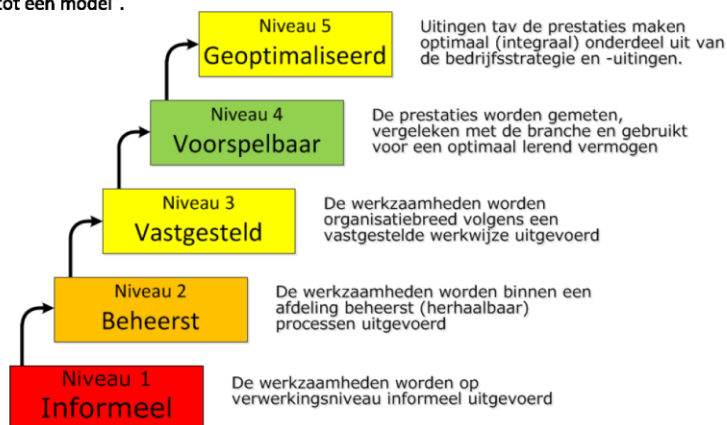 tot een model".
Niveau 5
Geoptimaliseerd
Uitingen tav de prestaties maken
optimaal (integraal) onderdeel uit van
de bedrijfsstrategie en -uitingen.
Niveau 4
Voorspelbaar
De prestaties worden gemeten,
vergeleken met de branche en gebruikt
voor een optimaal lerend vermogen
Niveau 3
Vastgesteld
De werkzaamheden worden
organisatiebreed volgens een
vastgestelde werkwijze uitgevoerd
Niveau 2
Beheerst
De werkzaamheden worden binnen een
afdeling beheerst (herhaalbaar)
processen uitgevoerd
Niveau 1
Informeel
De werkzaamheden worden op
verwerkingsniveau informeel uitgevoerd